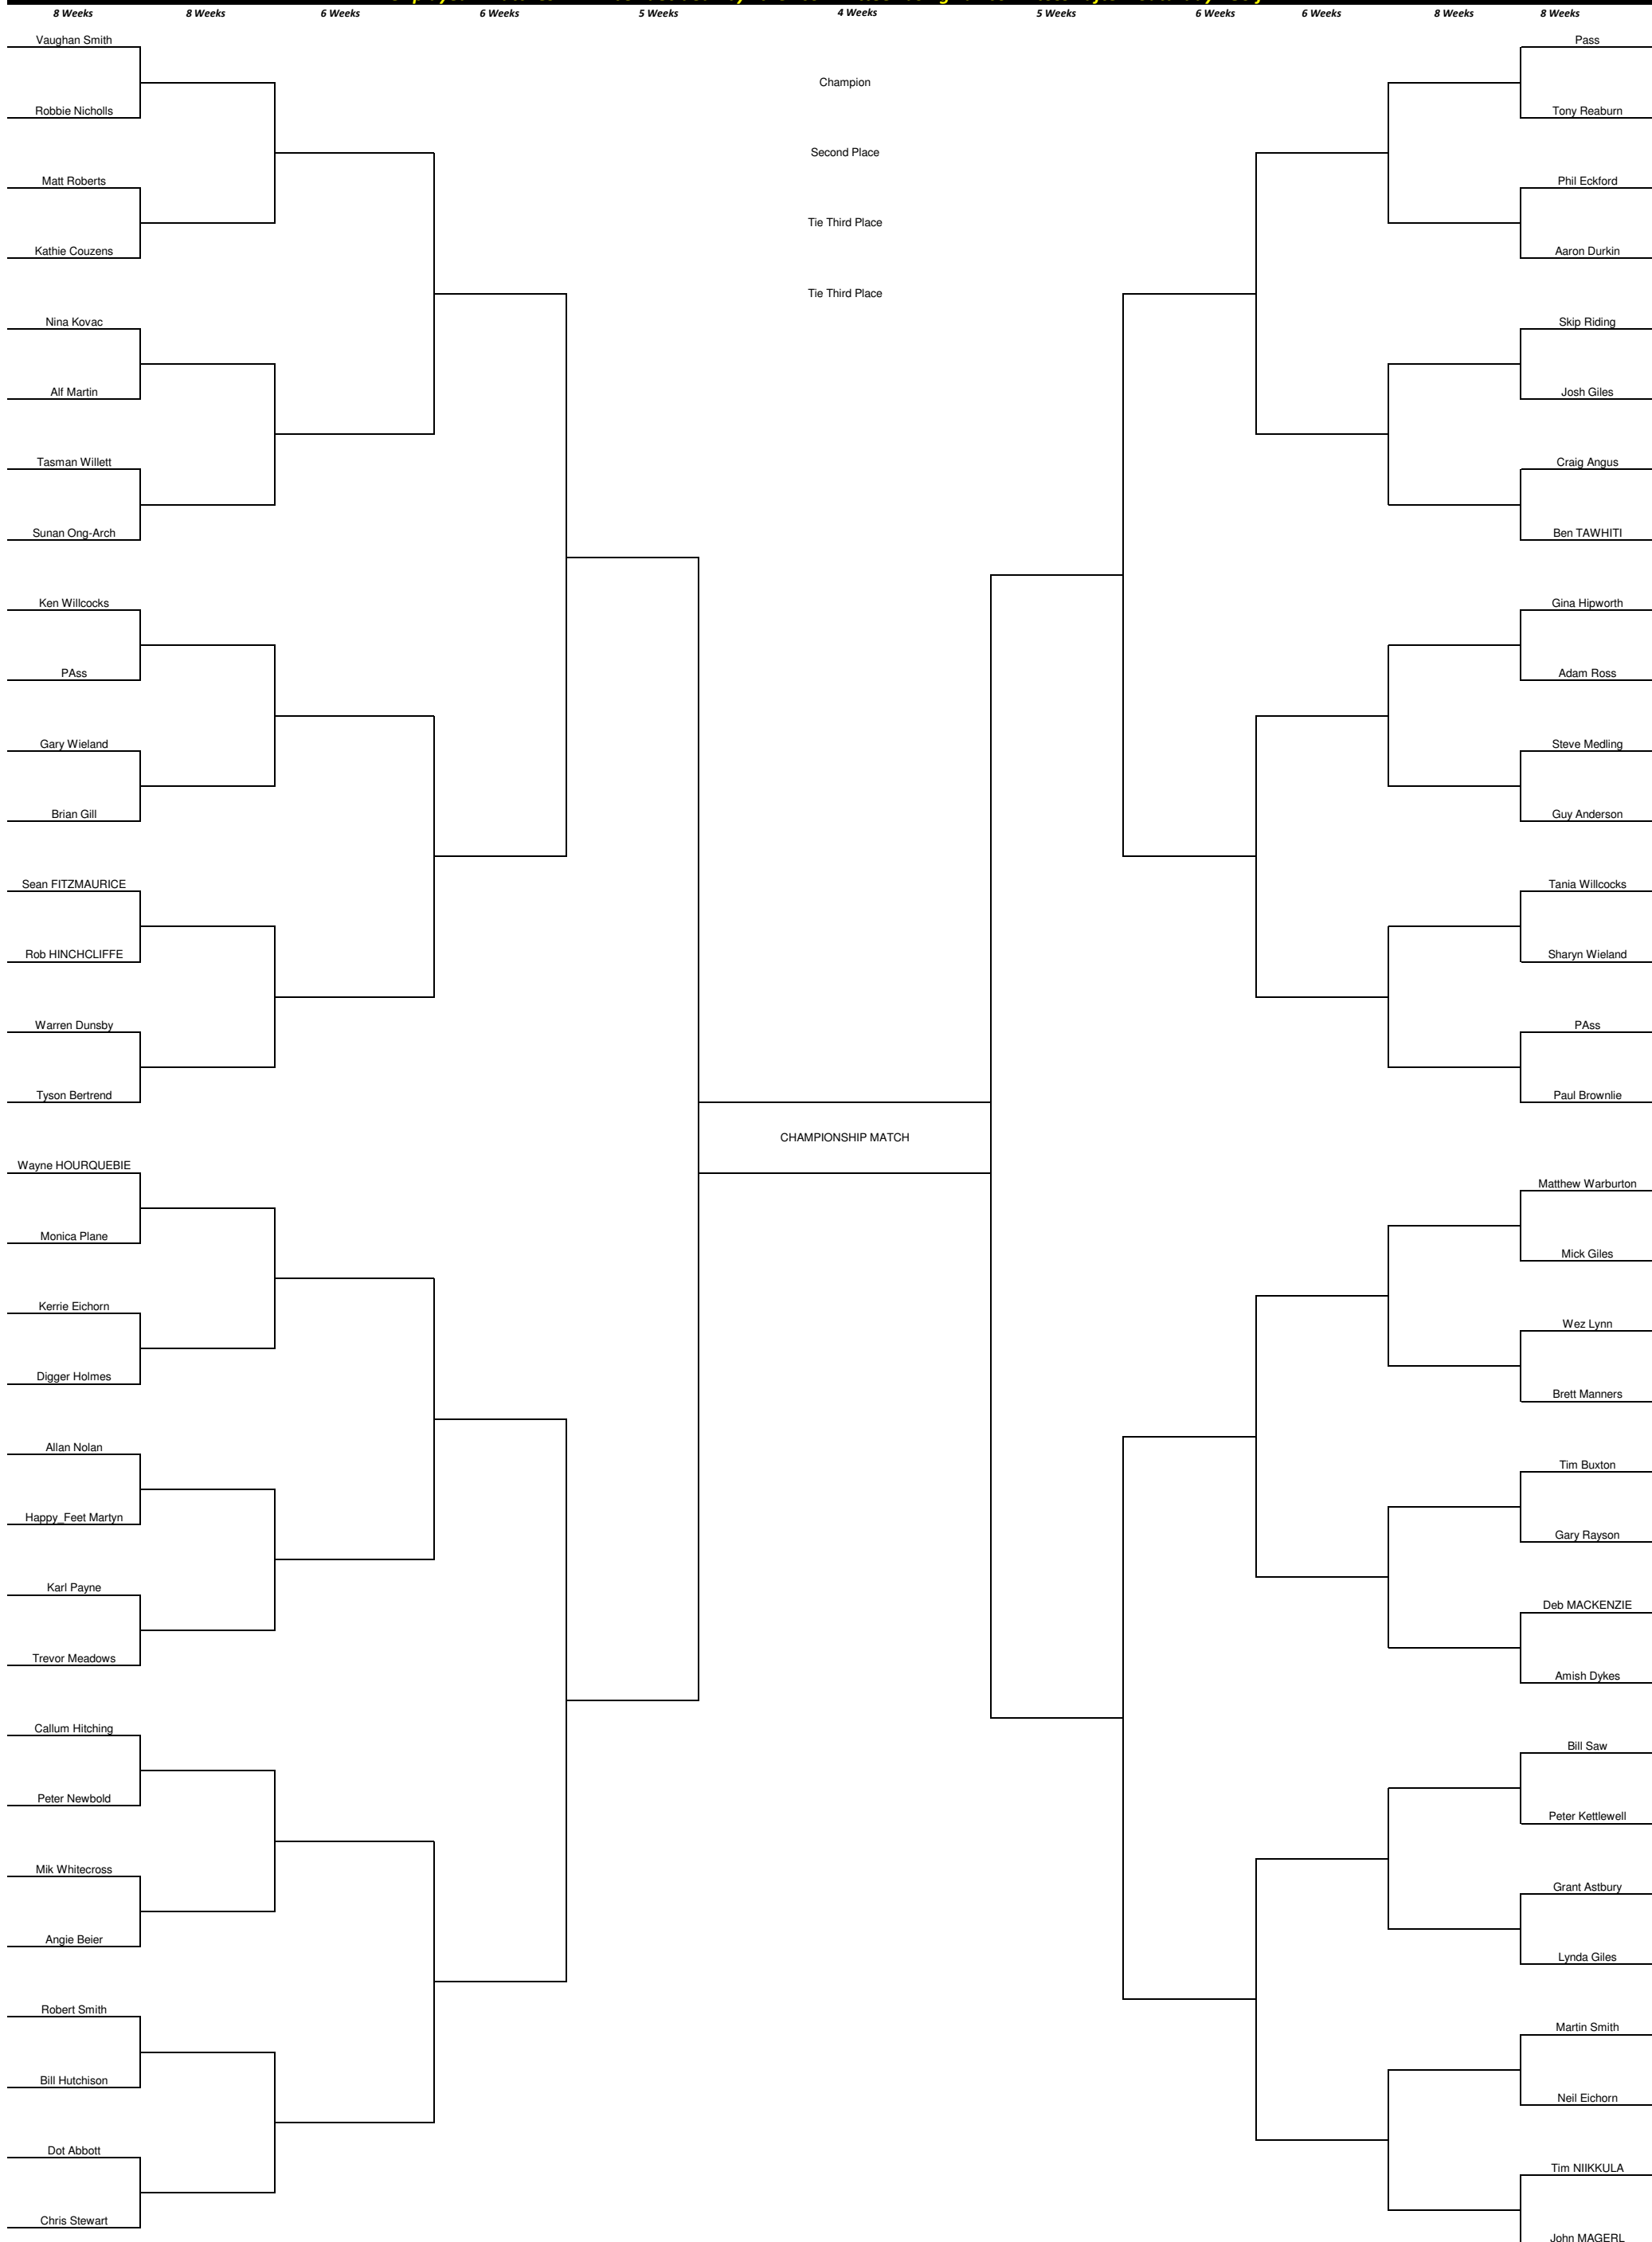 8 Weeks 8 Weeks 6 Weeks 6 Weeks 5 Weeks 4 Weeks 5 Weeks 6 Weeks 6 Weeks 8 Weeks 8 Weeks
Vaughan Smith
Robbie Nicholls
Matt Roberts
Kathie Couzens
Nina Kovac
Alf Martin
Tasman Willett
Sunan Ong-Arch
Ken Willcocks
PAss
Gary Wieland
Brian Gill
Sean FITZMAURICE
Rob HINCHCLIFFE
Warren Dunsby
Tyson Bertrend
Wayne HOURQUEBIE
Monica Plane
Kerrie Eichorn
Digger Holmes
Allan Nolan
Happy_Feet Martyn
Karl Payne
Trevor Meadows
Callum Hitching
Peter Newbold
Mik Whitecross
Angie Beier
Robert Smith
Bill Hutchison
Dot Abbott
Chris Stewart
Champion
Second Place
Tie Third Place
Tie Third Place
CHAMPIONSHIP MATCH
Pass
Tony Reaburn
Phil Eckford
Aaron Durkin
Skip Riding
Josh Giles
Craig Angus
Ben TAWHITI
Gina Hipworth
Adam Ross
Steve Medling
Guy Anderson
Tania Willcocks
Sharyn Wieland
PAss
Paul Brownlie
Matthew Warburton
Mick Giles
Wez Lynn
Brett Manners
Tim Buxton
Gary Rayson
Deb MACKENZIE
Amish Dykes
Bill Saw
Peter Kettlewell
Grant Astbury
Lynda Giles
Martin Smith
Neil Eichorn
Tim NIIKKULA
John MAGERL